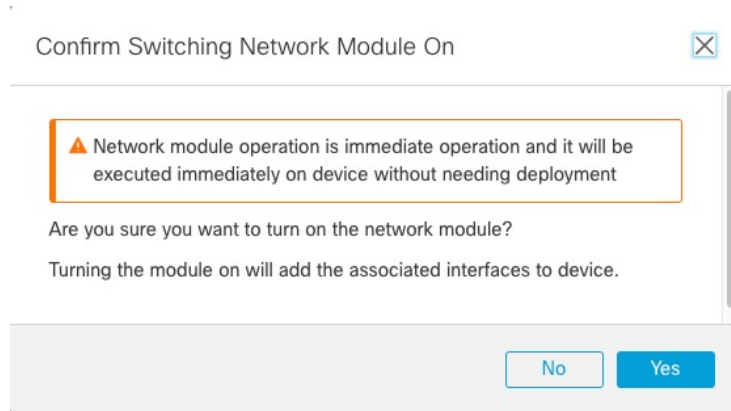 Confirm Switching Network Module On
Network module operation is immediate operation and it will be
executed immediately on device without needing deployment
Are you sure you want to turn on the network module?
Turning the module on will add the associated interfaces to device.
No
Yes